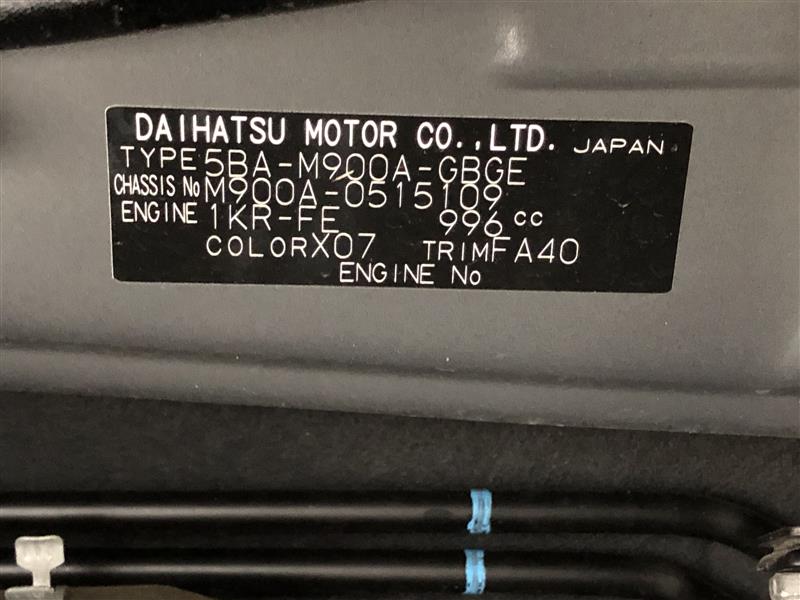 DAIHATSU MOTOR CO.,LTD. JAPAN
TYPE 5BA-M900A-GBGE
CHASSIS No M900A-0515109
ENGINE 1KR-FE 996 cc
COLOR X07 TRIM FA40
ENGINE No